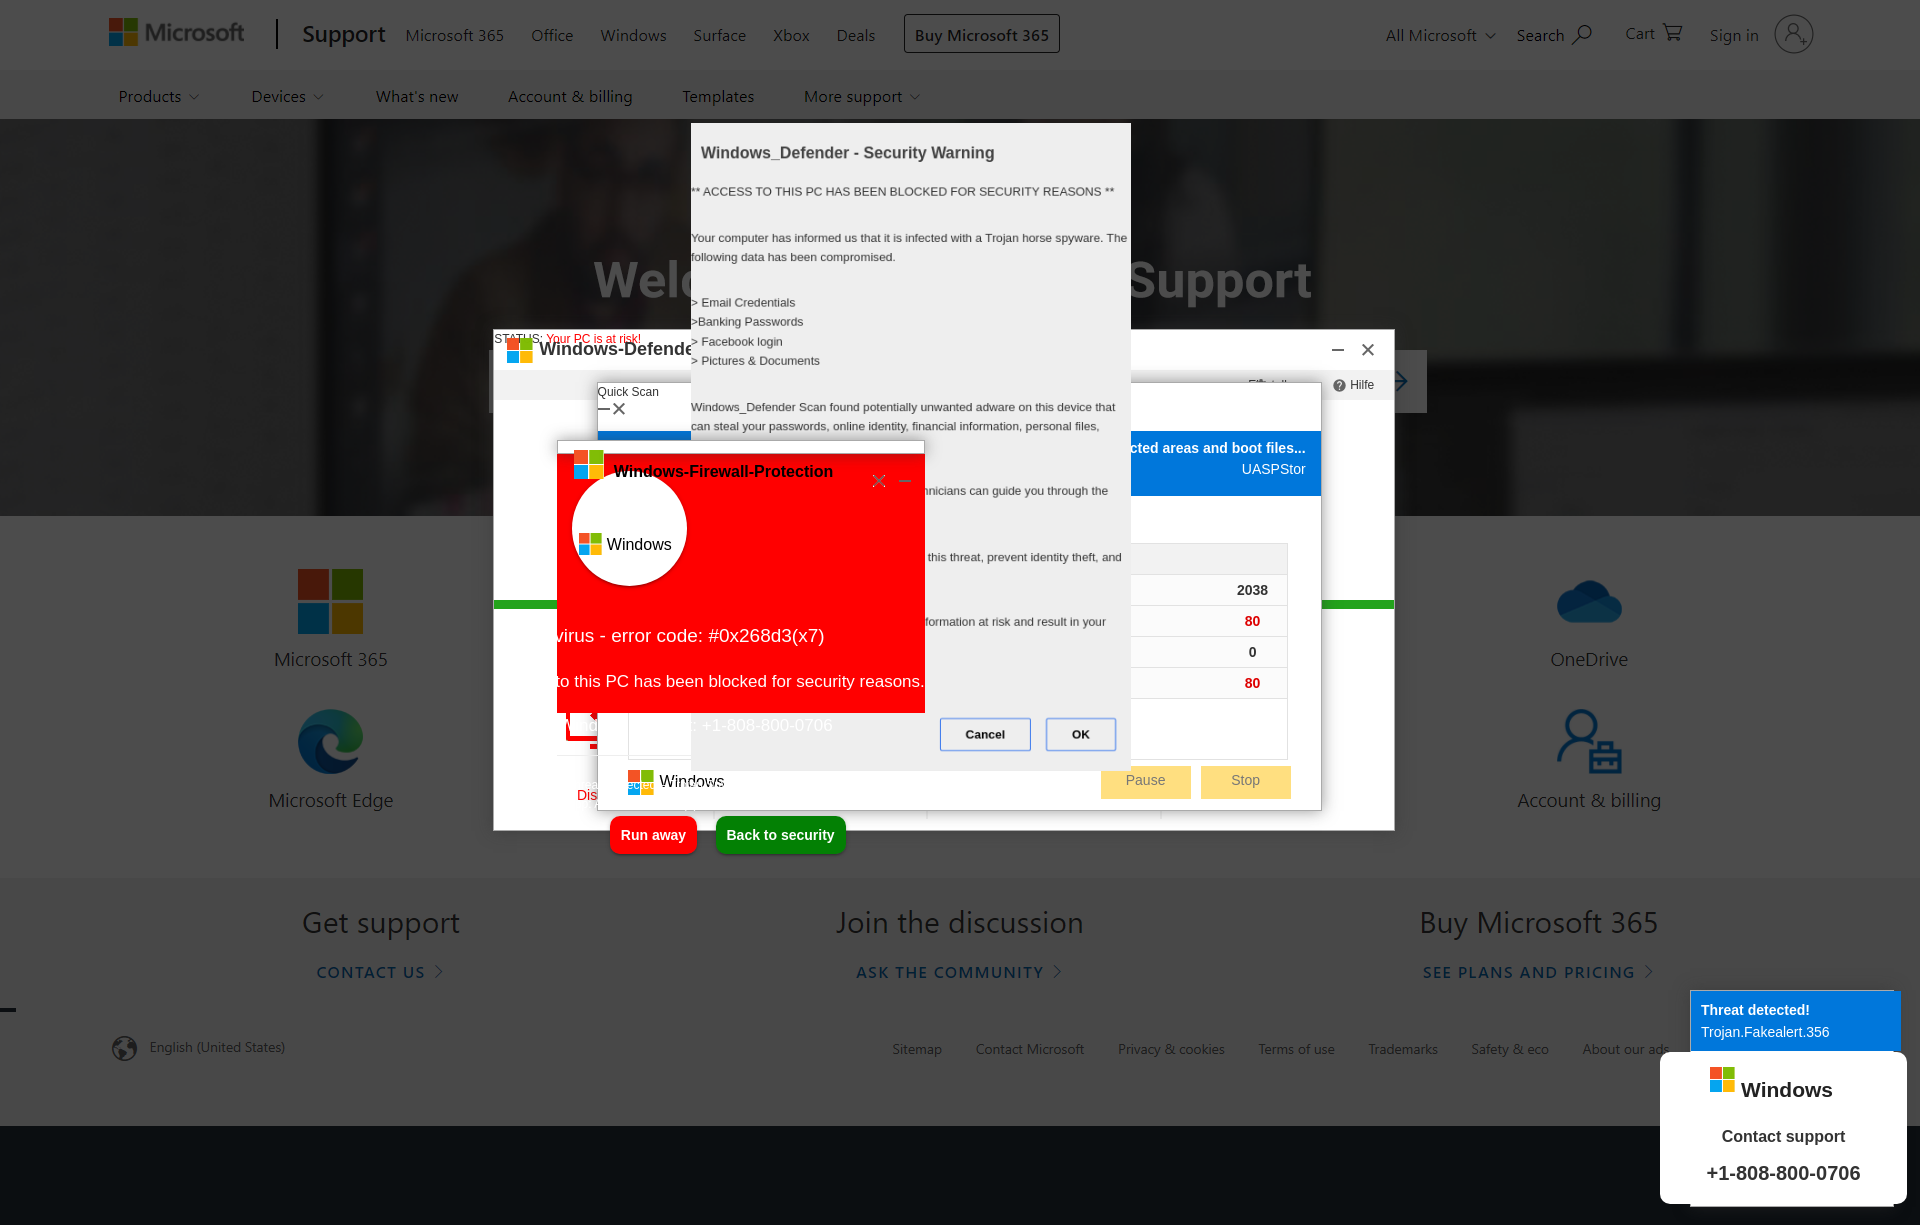 Microsoft
Support
Microsoft 365
Office
Windows
Surface
Xbox
Deals
Buy Microsoft 365
All Microsoft
Search
Cart
Sign in
Products
Devices
What's new
Account & billing
Templates
More support
Windows_Defender - Security Warning
** ACCESS TO THIS PC HAS BEEN BLOCKED FOR SECURITY REASONS **
Your computer has informed us that it is infected with a Trojan horse spyware. The
following data has been compromised.
Support
> Email Credentials
>Banking Passwords
> Facebook login
> Pictures & Documents
STATUS: Your PC is at risk!
Windows-Defende
Hilfe
Quick Scan
Windows_Defender Scan found potentially unwanted adware on this device that
can steal your passwords, online identity, financial information, personal files,
cted areas and boot files...
UASPStor
Windows-Firewall-Protection
Windows
hnicians can guide you through the
this threat, prevent identity theft, and
formation at risk and result in your
2038
80
0
80
virus - error code: #0x268d3(x7)
to this PC has been blocked for security reasons.
: +1-808-800-0706
Cancel
OK
Windows
Dis
Pause
Stop
Run away
Back to security
Microsoft 365
OneDrive
Microsoft Edge
Account & billing
Get support
Join the discussion
Buy Microsoft 365
CONTACT US
ASK THE COMMUNITY
SEE PLANS AND PRICING
English (United States)
Sitemap
Contact Microsoft
Privacy & cookies
Terms of use
Trademarks
Safety & eco
About our ads
Threat detected!
Trojan.Fakealert.356
Windows
Contact support
+1-808-800-0706